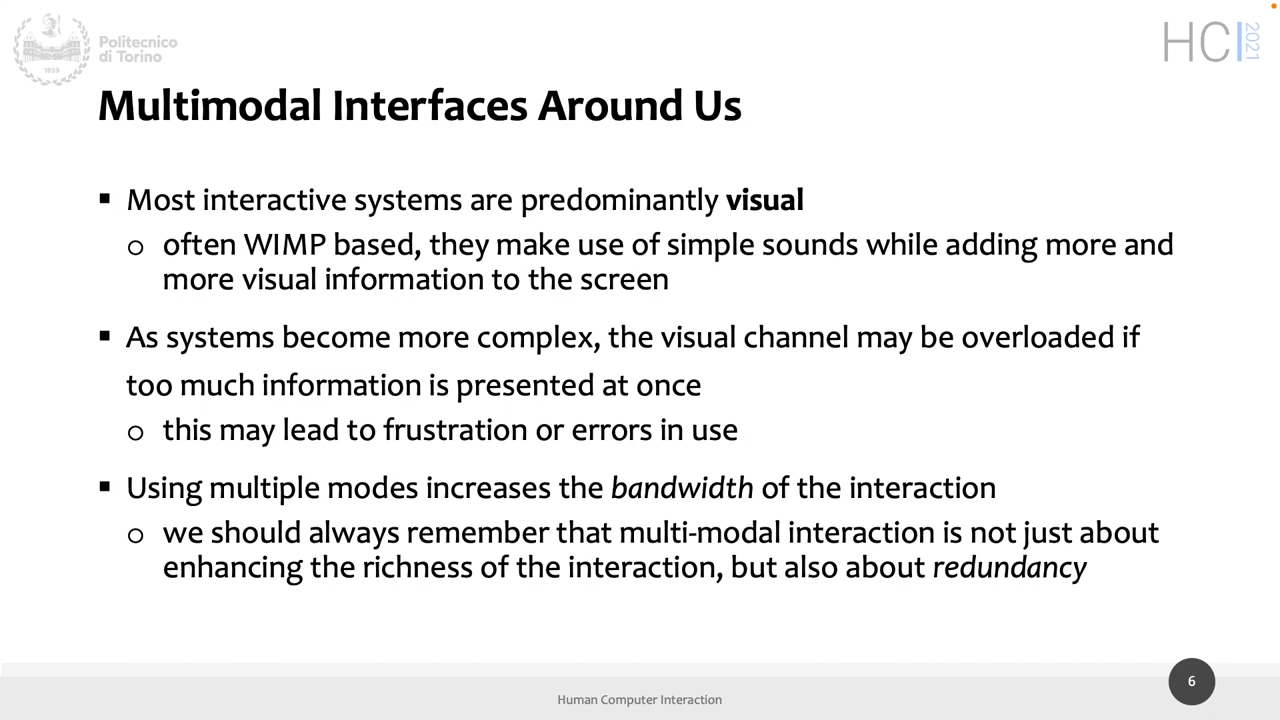 Politecnico
di Torino
1859
HCI 2021
Multimodal Interfaces Around Us
▪ Most interactive systems are predominantly visual
o often WIMP based, they make use of simple sounds while adding more and
more visual information to the screen
▪ As systems become more complex, the visual channel may be overloaded if
too much information is presented at once
o this may lead to frustration or errors in use
▪ Using multiple modes increases the bandwidth of the interaction
o we should always remember that multi-modal interaction is not just about
enhancing the richness of the interaction, but also about redundancy
Human Computer Interaction
6